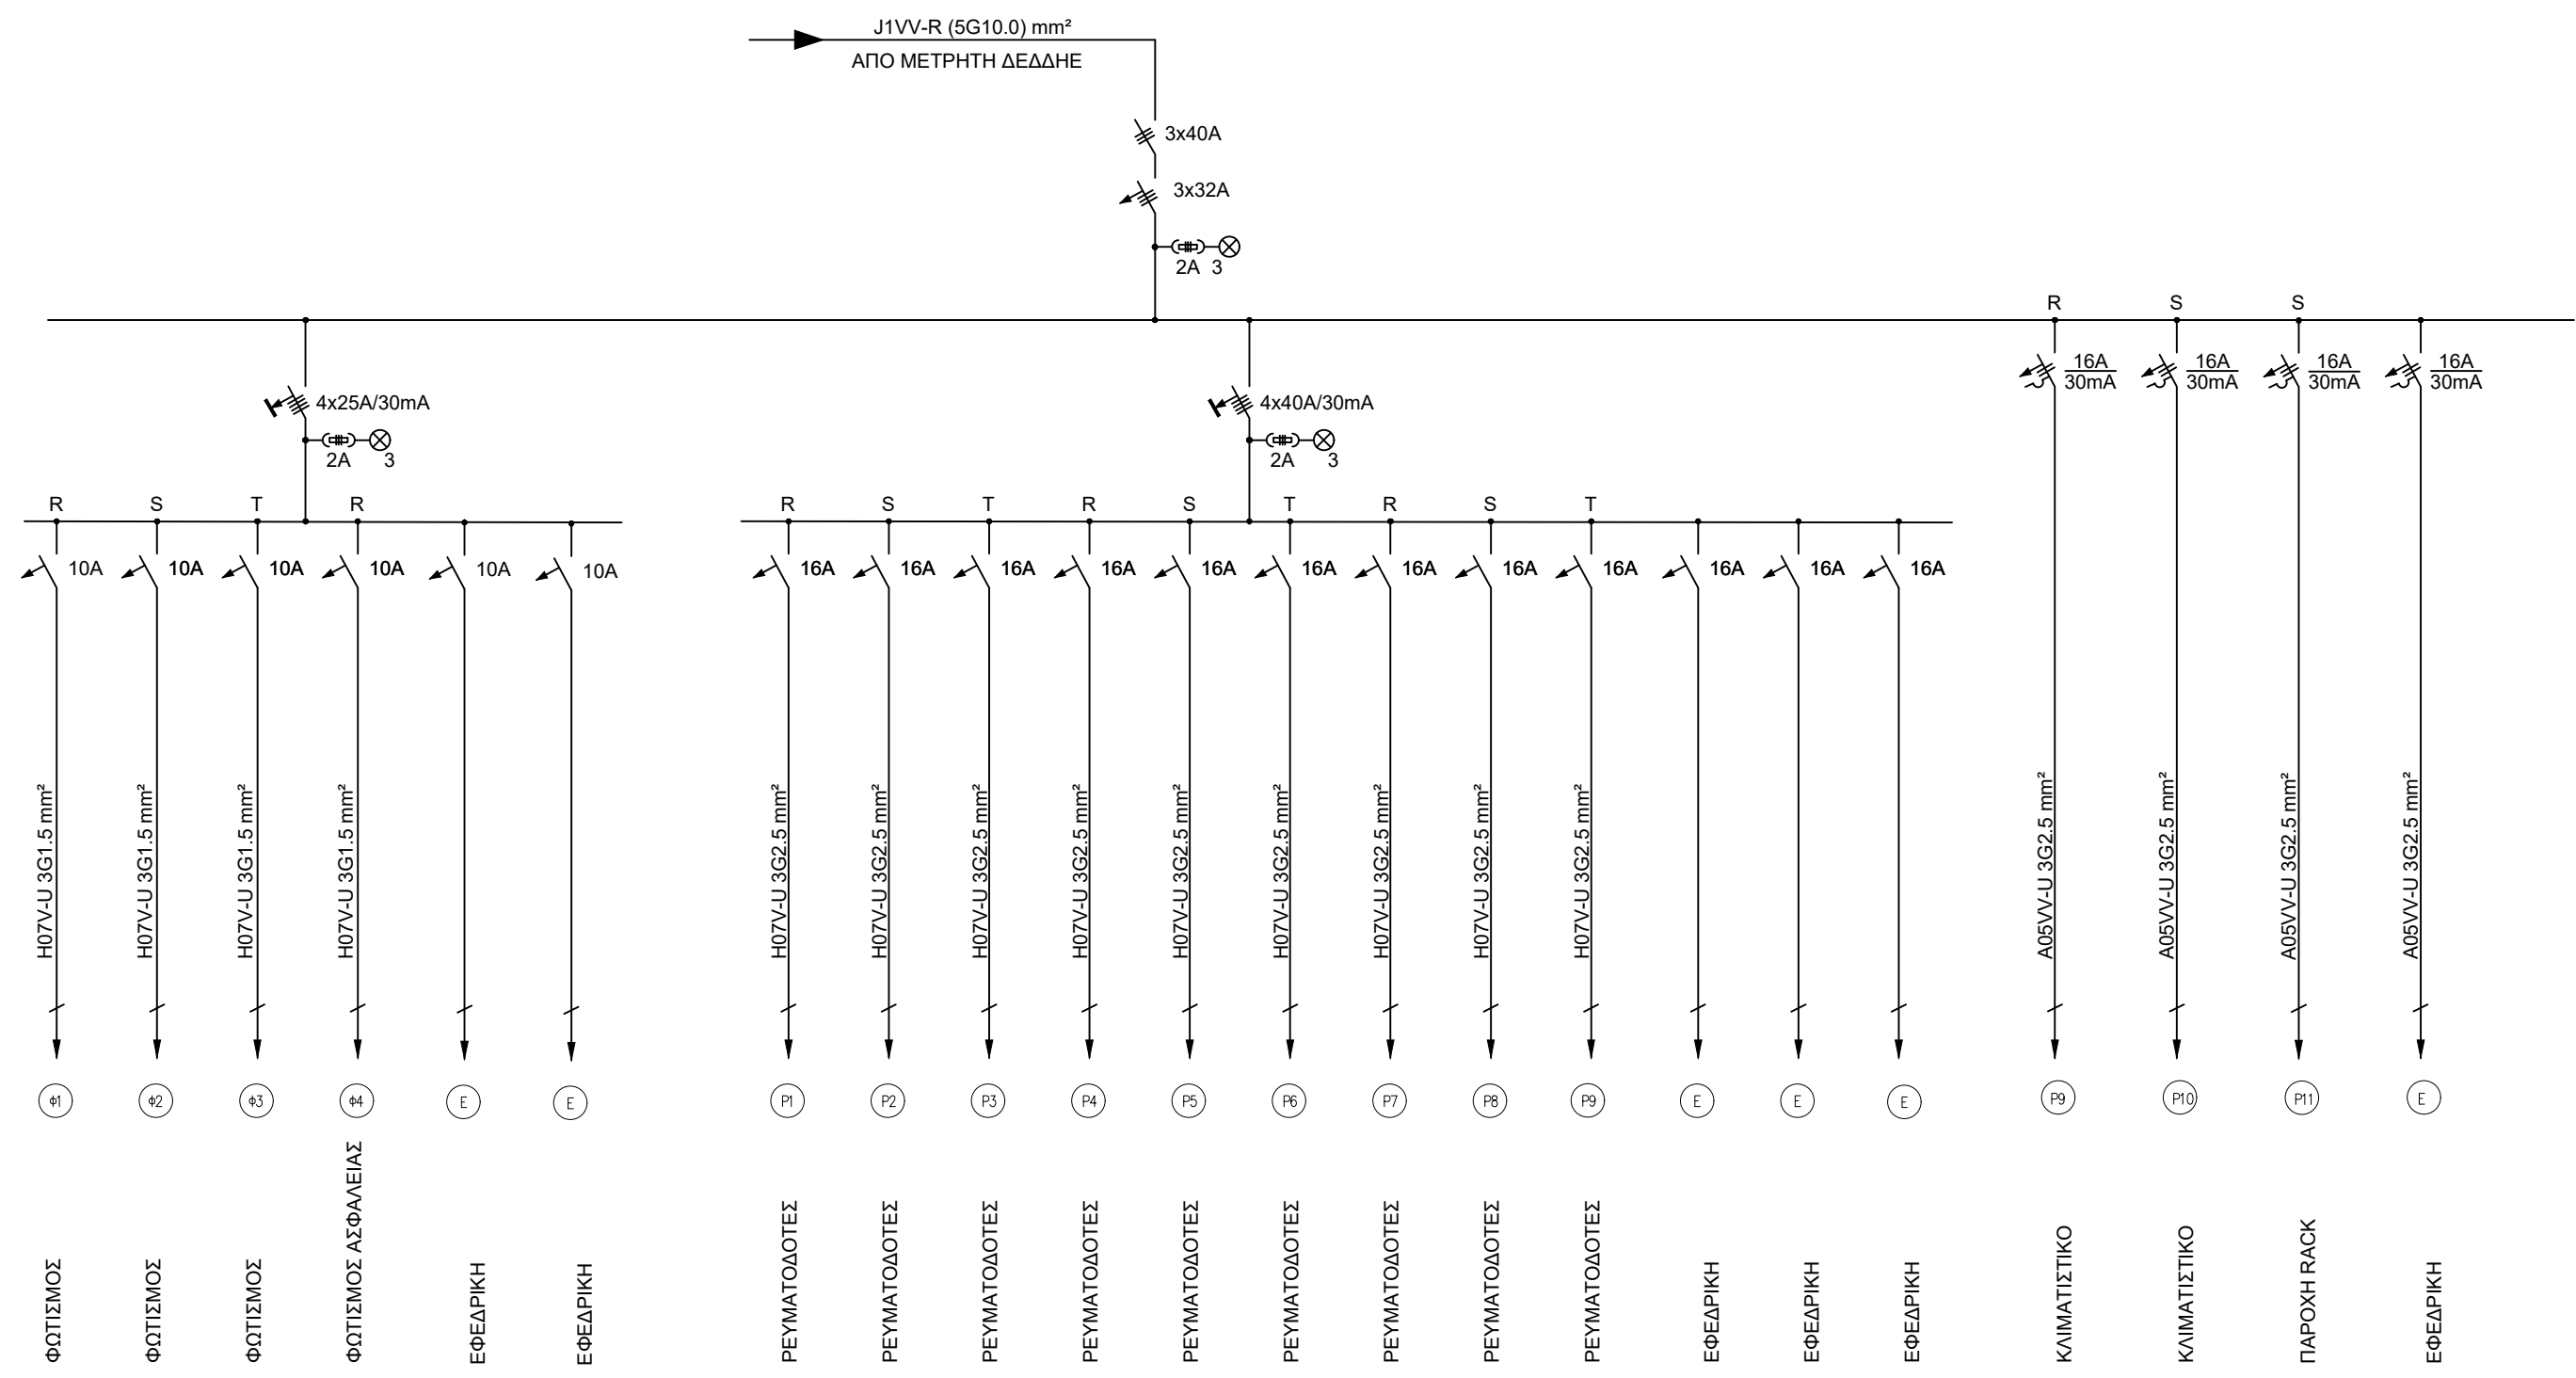 J1VV-R (5G10.0) mm²
ΑΠΟ ΜΕΤΡΗΤΗ ΔΕΔΔΗΕ
3x40A
3x32A
2A 3
R S S
16A 16A 16A 16A
30mA 30mA 30mA 30mA
4x25A/30mA 4x40A/30mA
2A 3 2A 3
R S T R R S T R S T R S T
10A 10A 10A 10A 10A 10A 16A 16A 16A 16A 16A 16A 16A 16A 16A 16A 16A 16A
H07V-U 3G1.5 mm²
H07V-U 3G1.5 mm²
H07V-U 3G1.5 mm²
H07V-U 3G1.5 mm²
H07V-U 3G2.5 mm²
H07V-U 3G2.5 mm²
H07V-U 3G2.5 mm²
H07V-U 3G2.5 mm²
H07V-U 3G2.5 mm²
H07V-U 3G2.5 mm²
H07V-U 3G2.5 mm²
H07V-U 3G2.5 mm²
H07V-U 3G2.5 mm²
A05VV-U 3G2.5 mm²
A05VV-U 3G2.5 mm²
A05VV-U 3G2.5 mm²
A05VV-U 3G2.5 mm²
Φ1 Φ2 Φ3 Φ4 E E P1 P2 P3 P4 P5 P6 P7 P8 P9 E E E P9 P10 P11 E
ΦΩΤΙΣΜΟΣ
ΦΩΤΙΣΜΟΣ
ΦΩΤΙΣΜΟΣ
ΦΩΤΙΣΜΟΣ ΑΣΦΑΛΕΙΑΣ
ΕΦΕΔΡΙΚΗ
ΕΦΕΔΡΙΚΗ
ΡΕΥΜΑΤΟΔΟΤΕΣ
ΡΕΥΜΑΤΟΔΟΤΕΣ
ΡΕΥΜΑΤΟΔΟΤΕΣ
ΡΕΥΜΑΤΟΔΟΤΕΣ
ΡΕΥΜΑΤΟΔΟΤΕΣ
ΡΕΥΜΑΤΟΔΟΤΕΣ
ΡΕΥΜΑΤΟΔΟΤΕΣ
ΡΕΥΜΑΤΟΔΟΤΕΣ
ΡΕΥΜΑΤΟΔΟΤΕΣ
ΕΦΕΔΡΙΚΗ
ΕΦΕΔΡΙΚΗ
ΕΦΕΔΡΙΚΗ
ΚΛΙΜΑΤΙΣΤΙΚΟ
ΚΛΙΜΑΤΙΣΤΙΚΟ
ΠΑΡΟΧΗ RACK
ΕΦΕΔΡΙΚΗ